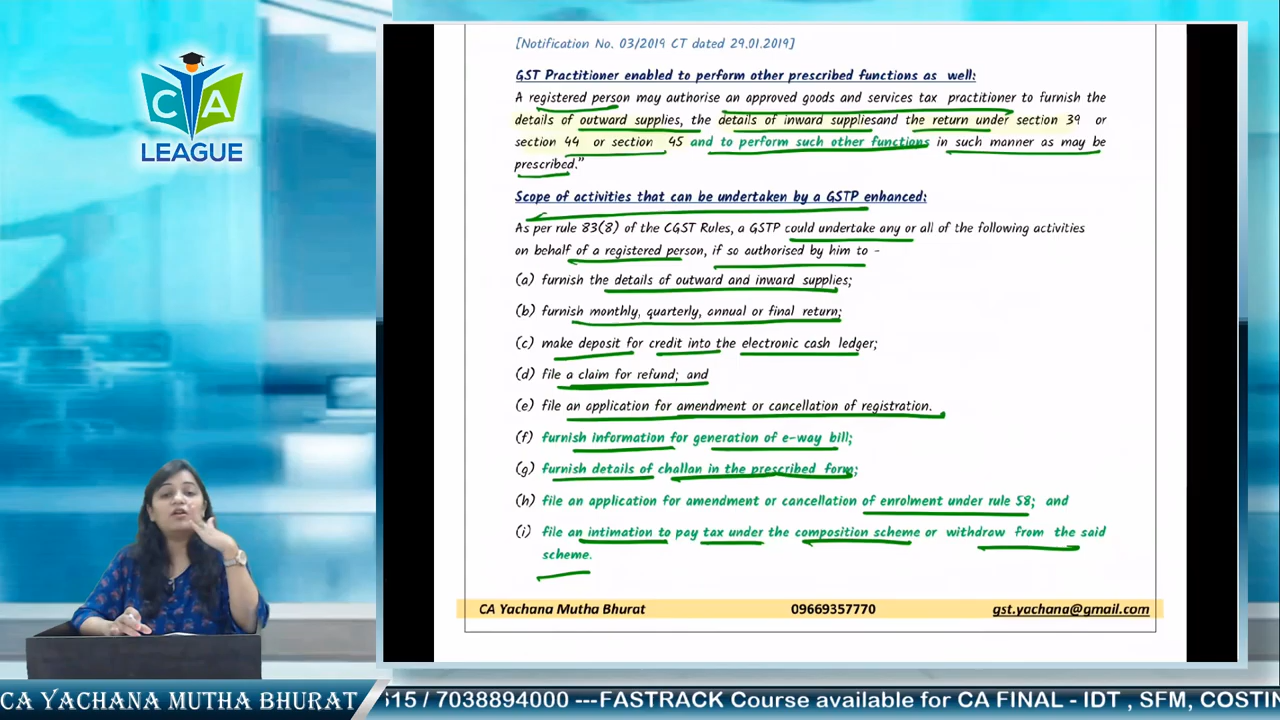 CA
LEAGUE
[Notification No. 03/2019 CT dated 29.01.2019]
GST Practitioner enabled to perform other prescribed functions as well:
A registered person may authorise an approved goods and services tax practitioner to furnish the
details of outward supplies, the details of inward suppliesand the return under section 39 or
section 44 or section 45 and to perform such other functions in such manner as may be
prescribed."
Scope of activities that can be undertaken by a GSTP enhanced:
As per rule 83(8) of the CGST Rules, a GSTP could undertake any or all of the following activities
on behalf of a registered person, if so authorised by him to -
(a) furnish the details of outward and inward supplies;
(b) furnish monthly, quarterly, annual or final return;
(c) make deposit for credit into the electronic cash ledger;
(d) file a claim for refund; and
(e) file an application for amendment or cancellation of registration.
(f) furnish information for generation of e-way bill;
(g) furnish details of challan in the prescribed form;
(h) file an application for amendment or cancellation of enrolment under rule 58; and
(i) file an intimation to pay tax under the composition scheme or withdraw from the said
scheme.
CA Yachana Mutha Bhurat 09669357770 gst.yachana@gmail.com
CA YACHANA MUTHA BHURAT 615 / 7038894000 ---FASTRACK Course available for CA FINAL - IDT , SFM, COSTIN